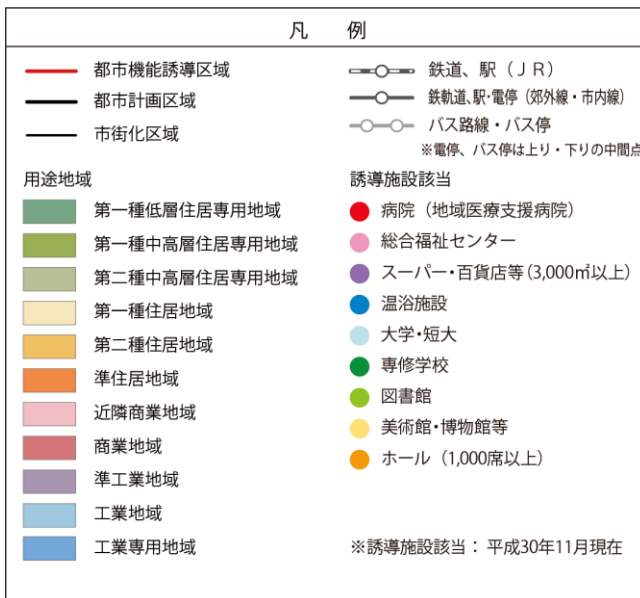 凡 例
都市機能誘導区域
都市計画区域
市街化区域
鉄道、駅（ＪＲ）
鉄軌道、駅・電停（郊外線・市内線）
バス路線・バス停
※電停、バス停は上り・下りの中間点
用途地域
第一種低層住居専用地域
第一種中高層住居専用地域
第二種中高層住居専用地域
第一種住居地域
第二種住居地域
準住居地域
近隣商業地域
商業地域
準工業地域
工業地域
工業専用地域
誘導施設該当
病院（地域医療支援病院）
総合福祉センター
スーパー・百貨店等（3,000㎡以上）
温浴施設
大学・短大
専修学校
図書館
美術館・博物館等
ホール（1,000席以上）
※誘導施設該当：平成30年11月現在